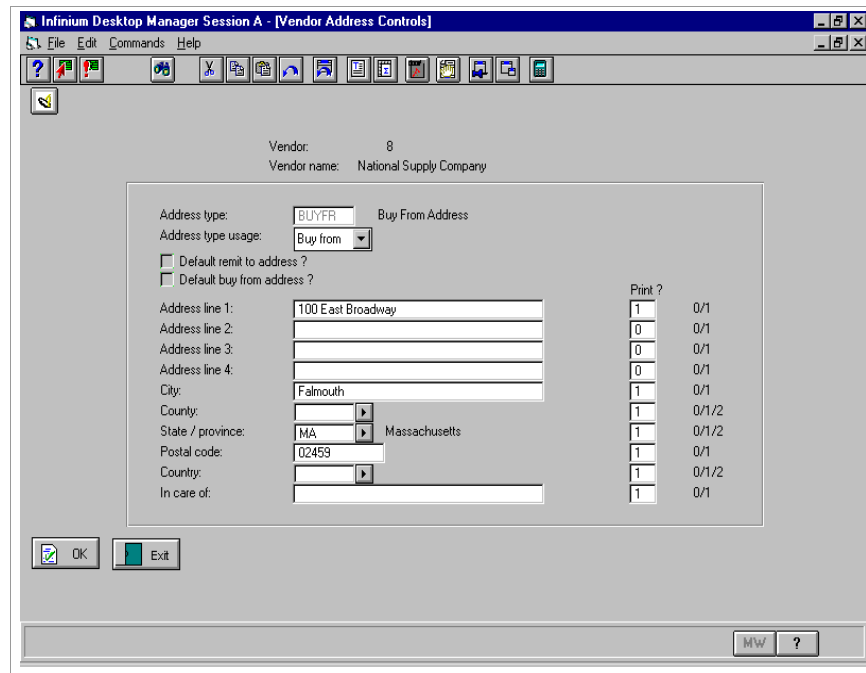 Infinium Desktop Manager Session A - [Vendor Address Controls]
File Edit Commands Help
Vendor: 8
Vendor name: National Supply Company
Address type: BUYFR Buy From Address
Address type usage: Buy from
Default remit to address ?
Default buy from address ?
Print ?
Address line 1: 100 East Broadway 1 0/1
Address line 2: 0 0/1
Address line 3: 0 0/1
Address line 4: 0 0/1
City: Falmouth 1 0/1
County: 1 0/1/2
State / province: MA Massachusetts 1 0/1/2
Postal code: 02459 1 0/1
Country: 1 0/1/2
In care of: 1 0/1
OK Exit
MW ?